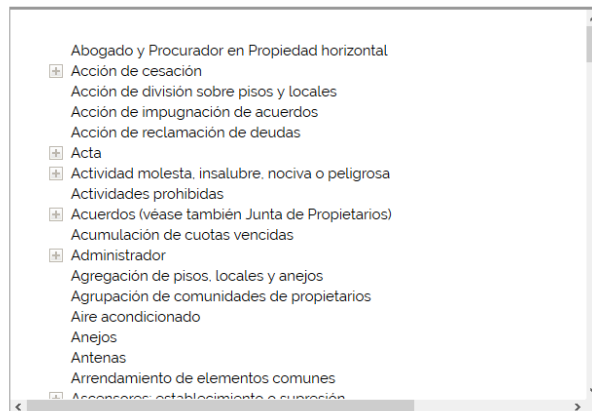 Abogado y Procurador en Propiedad horizontal
Acción de cesación
Acción de división sobre pisos y locales
Acción de impugnación de acuerdos
Acción de reclamación de deudas
Acta
Actividad molesta, insalubre, nociva o peligrosa
Actividades prohibidas
Acuerdos (véase también Junta de Propietarios)
Acumulación de cuotas vencidas
Administrador
Agregación de pisos, locales y anejos
Agrupación de comunidades de propietarios
Aire acondicionado
Anejos
Antenas
Arrendamiento de elementos comunes
Ascensores: establecimiento o supresión